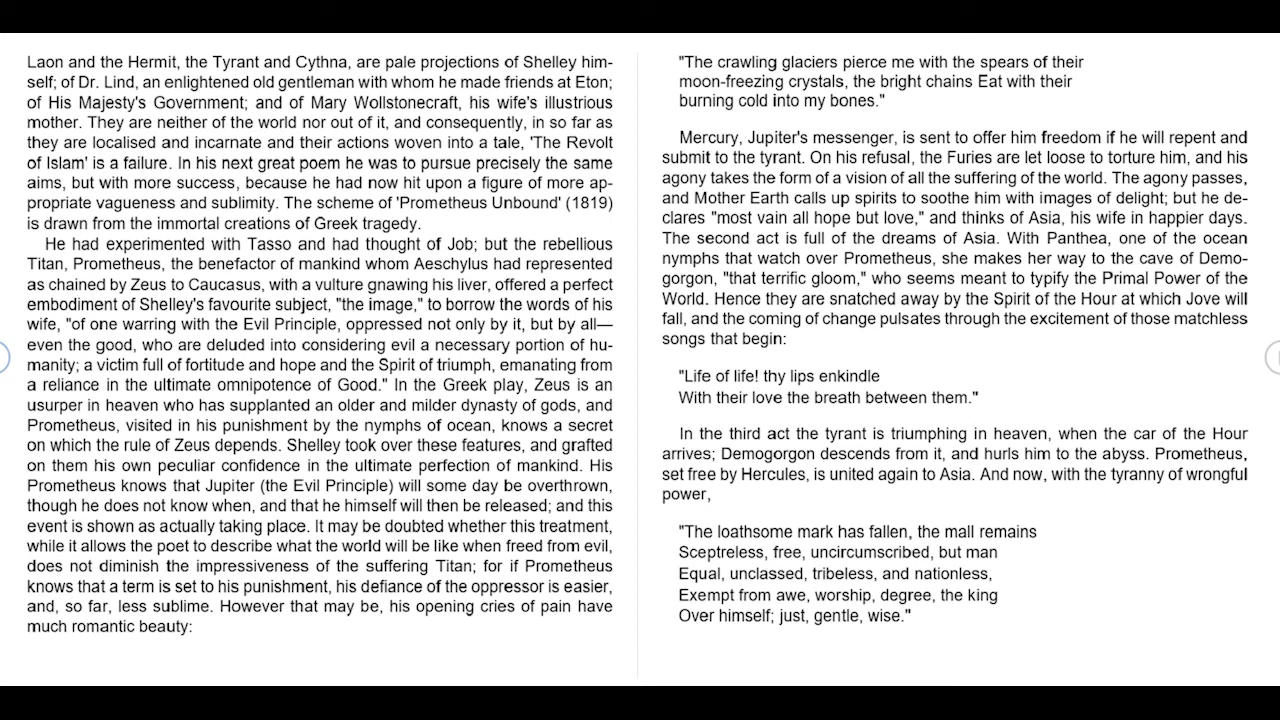 Laon and the Hermit, the Tyrant and Cythna, are pale projections of Shelley him-
self; of Dr. Lind, an enlightened old gentleman with whom he made friends at Eton;
of His Majesty's Government; and of Mary Wollstonecraft, his wife's illustrious
mother. They are neither of the world nor out of it, and consequently, in so far as
they are localised and incarnate and their actions woven into a tale, 'The Revolt
of Islam' is a failure. In his next great poem he was to pursue precisely the same
aims, but with more success, because he had now hit upon a figure of more ap-
propriate vagueness and sublimity. The scheme of 'Prometheus Unbound' (1819)
is drawn from the immortal creations of Greek tragedy.
He had experimented with Tasso and had thought of Job; but the rebellious
Titan, Prometheus, the benefactor of mankind whom Aeschylus had represented
as chained by Zeus to Caucasus, with a vulture gnawing his liver, offered a perfect
embodiment of Shelley's favourite subject, "the image," to borrow the words of his
wife, "of one warring with the Evil Principle, oppressed not only by it, but by all—
even the good, who are deluded into considering evil a necessary portion of hu-
manity; a victim full of fortitude and hope and the Spirit of triumph, emanating from
a reliance in the ultimate omnipotence of Good." In the Greek play, Zeus is an
usurper in heaven who has supplanted an older and milder dynasty of gods, and
Prometheus, visited in his punishment by the nymphs of ocean, knows a secret
on which the rule of Zeus depends. Shelley took over these features, and grafted
on them his own peculiar confidence in the ultimate perfection of mankind. His
Prometheus knows that Jupiter (the Evil Principle) will some day be overthrown,
though he does not know when, and that he himself will then be released; and this
event is shown as actually taking place. It may be doubted whether this treatment,
while it allows the poet to describe what the world will be like when freed from evil,
does not diminish the impressiveness of the suffering Titan; for if Prometheus
knows that a term is set to his punishment, his defiance of the oppressor is easier,
and, so far, less sublime. However that may be, his opening cries of pain have
much romantic beauty:
"The crawling glaciers pierce me with the spears of their
moon-freezing crystals, the bright chains Eat with their
burning cold into my bones."
Mercury, Jupiter's messenger, is sent to offer him freedom if he will repent and
submit to the tyrant. On his refusal, the Furies are let loose to torture him, and his
agony takes the form of a vision of all the suffering of the world. The agony passes,
and Mother Earth calls up spirits to soothe him with images of delight; but he de-
clares "most vain all hope but love," and thinks of Asia, his wife in happier days.
The second act is full of the dreams of Asia. With Panthea, one of the ocean
nymphs that watch over Prometheus, she makes her way to the cave of Demo-
gorgon, "that terrific gloom," who seems meant to typify the Primal Power of the
World. Hence they are snatched away by the Spirit of the Hour at which Jove will
fall, and the coming of change pulsates through the excitement of those matchless
songs that begin:
"Life of life! thy lips enkindle
With their love the breath between them."
In the third act the tyrant is triumphing in heaven, when the car of the Hour
arrives; Demogorgon descends from it, and hurls him to the abyss. Prometheus,
set free by Hercules, is united again to Asia. And now, with the tyranny of wrongful
power,
"The loathsome mark has fallen, the mall remains
Sceptreless, free, uncircumscribed, but man
Equal, unclassed, tribeless, and nationless,
Exempt from awe, worship, degree, the king
Over himself; just, gentle, wise."